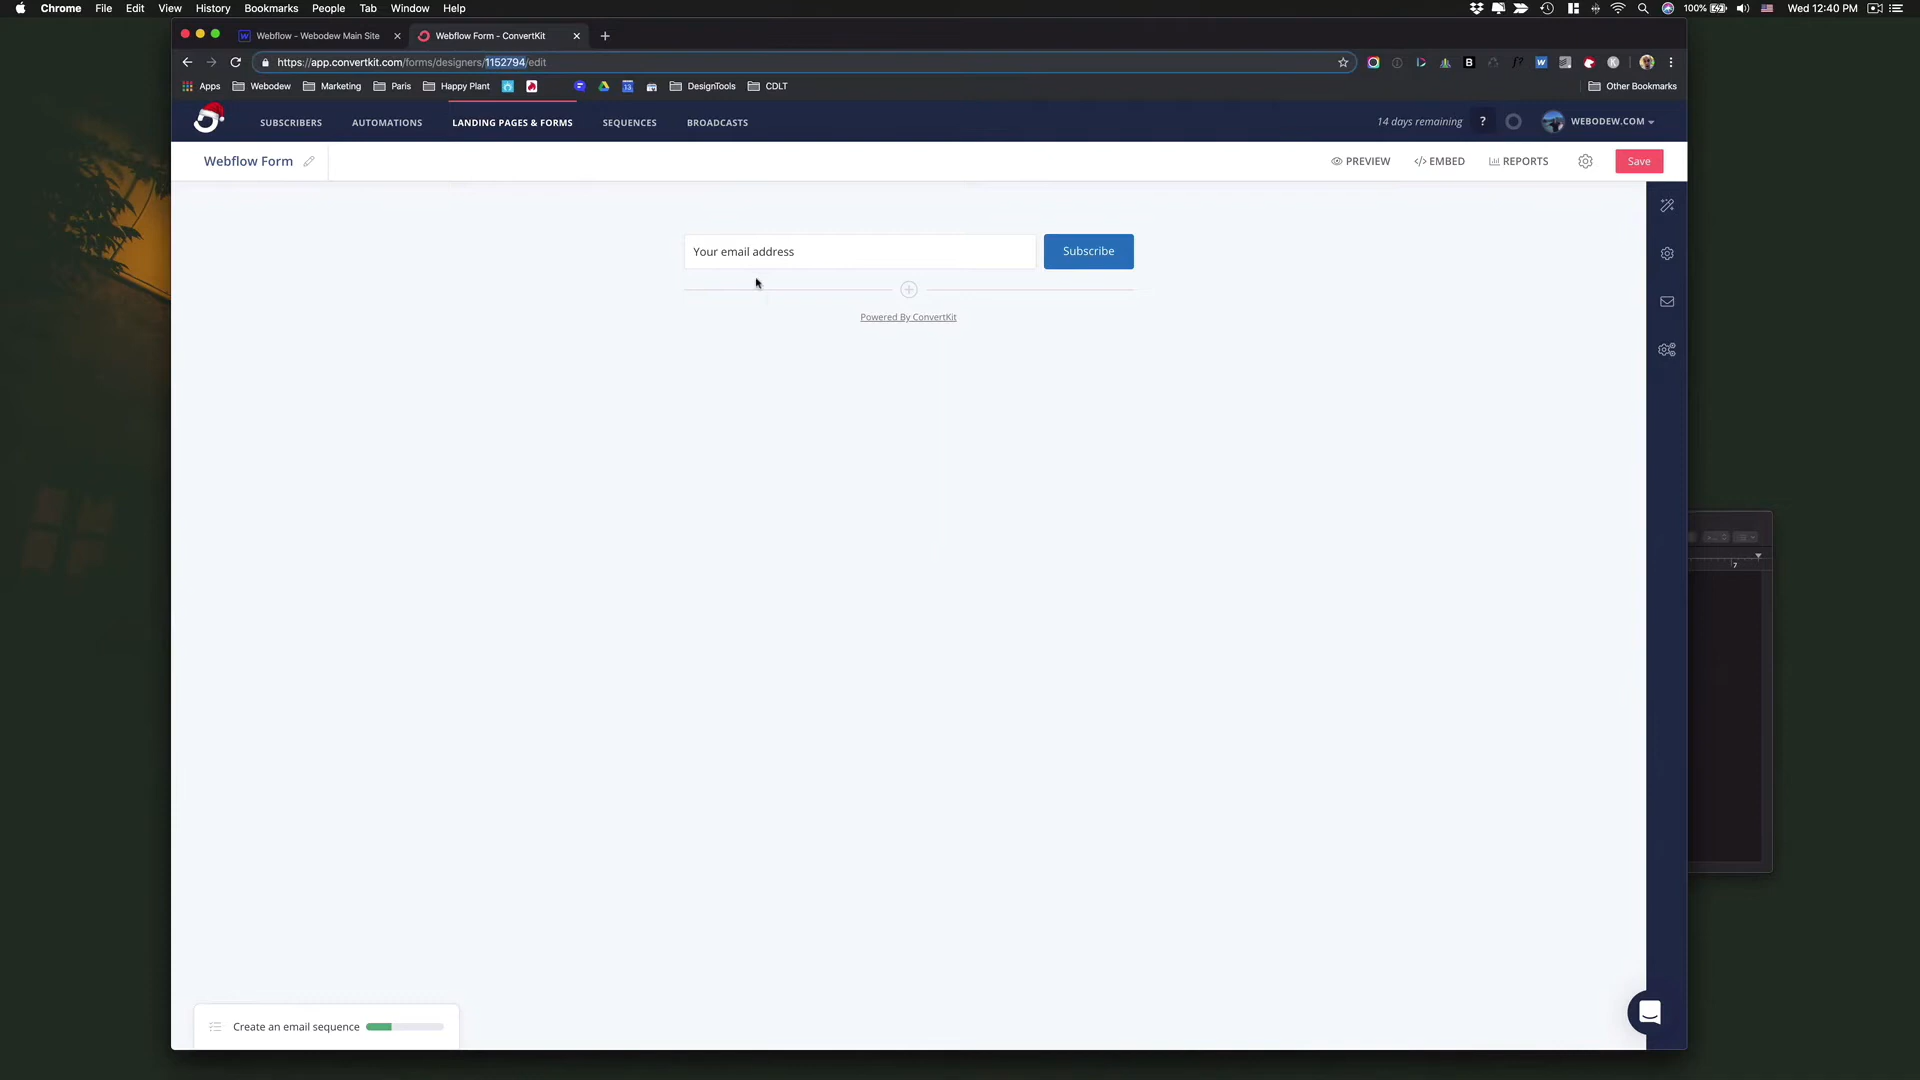 Chrome File Edit View History Bookmarks People Tab Window Help 100% Wed 12:40 PM
Webflow - Webodew Main Site Webflow Form - ConvertKit
https://app.convertkit.com/forms/designers/1152794/edit
Apps Webodew Marketing Paris Happy Plant DesignTools CDLT Other Bookmarks
SUBSCRIBERS AUTOMATIONS LANDING PAGES & FORMS SEQUENCES BROADCASTS 14 days remaining ? WEBODEW.COM
Webflow Form PREVIEW </> EMBED REPORTS Save
Your email address Subscribe
Powered By ConvertKit
7
Create an email sequence